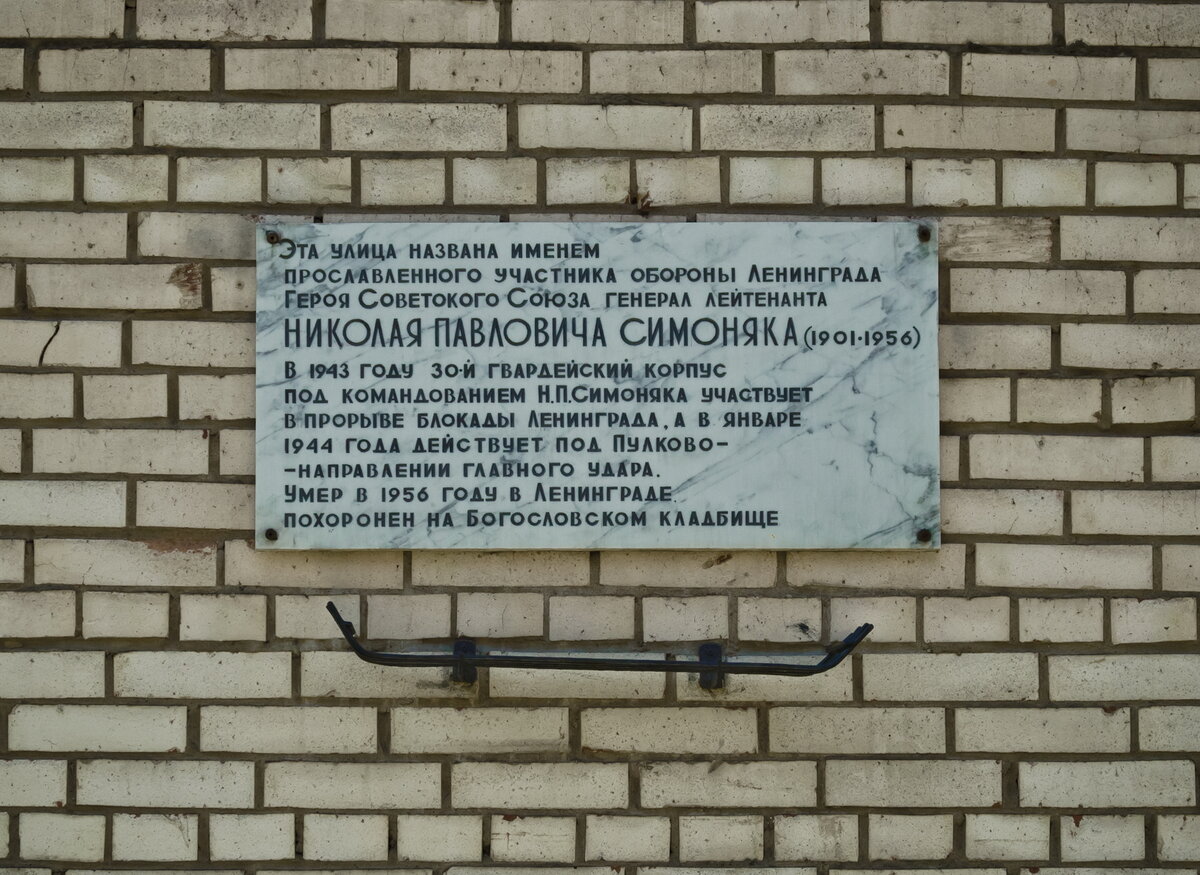 Эта улица названа именем
прославленного участника обороны Ленинграда
Героя Советского Союза генерал лейтенанта
НИКОЛАЯ ПАВЛОВИЧА СИМОНЯКА (1901·1956)
В 1943 году 30-й гвардейский корпус
под командованием Н.П.Симоняка участвует
в прорыве блокады Ленинграда, а в январе
1944 года действует под Пулково–
–направлении главного удара.
Умер в 1956 году в Ленинграде.
похоронен на Богословском кладбище